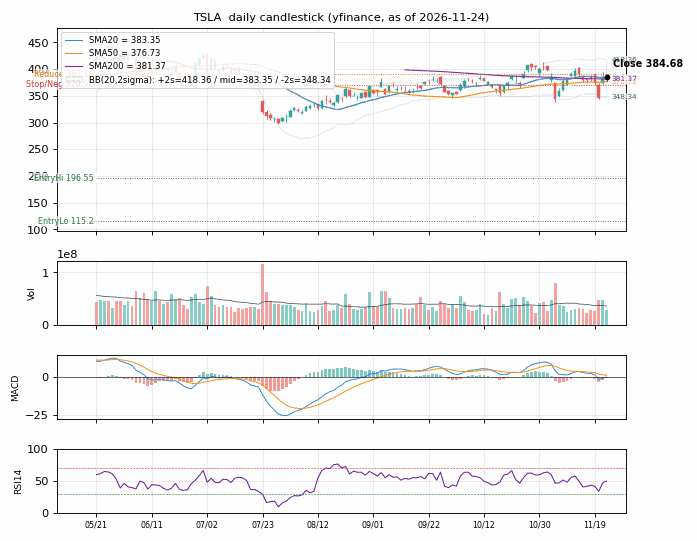 TSLA daily candlestick (yfinance, as of 2026-11-24)
SMA20 = 383.35
SMA50 = 376.73
SMA200 = 381.37
BB(20,2sigma): +2s=418.36 / mid=383.35 / -2s=348.34
450
400
350
300
250
200
150
100
Stop/Neg
EntryHi 196.55
EntryLo 115.2
Close 384.68
381.37
348.34
1e8
Vol
1
0
MACD
0
−25
RSI14
100
50
0
05/21 06/11 07/02 07/23 08/12 09/01 09/22 10/12 10/30 11/19